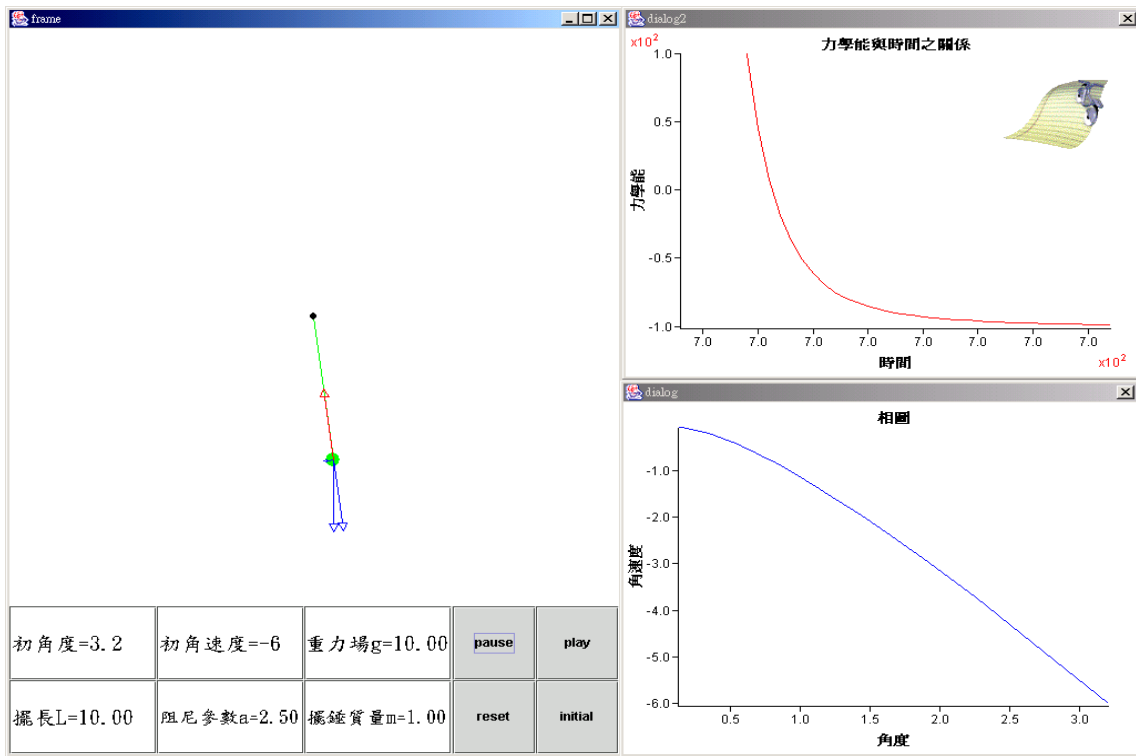 frame
初角度=3.2
初角速度=-6
重力場g=10.00
pause
play
擺長L=10.00
阻尼參數a=2.50
擺錘質量m=1.00
reset
initial
dialog2
力學能與時間之關係
x10²
1.0
0.5
0.0
-0.5
-1.0
力學能
7.0 7.0 7.0 7.0 7.0 7.0 7.0 7.0
時間
x10²
dialog
相圖
-1.0
-2.0
-3.0
-4.0
-5.0
-6.0
角速度
0.5 1.0 1.5 2.0 2.5 3.0
角度